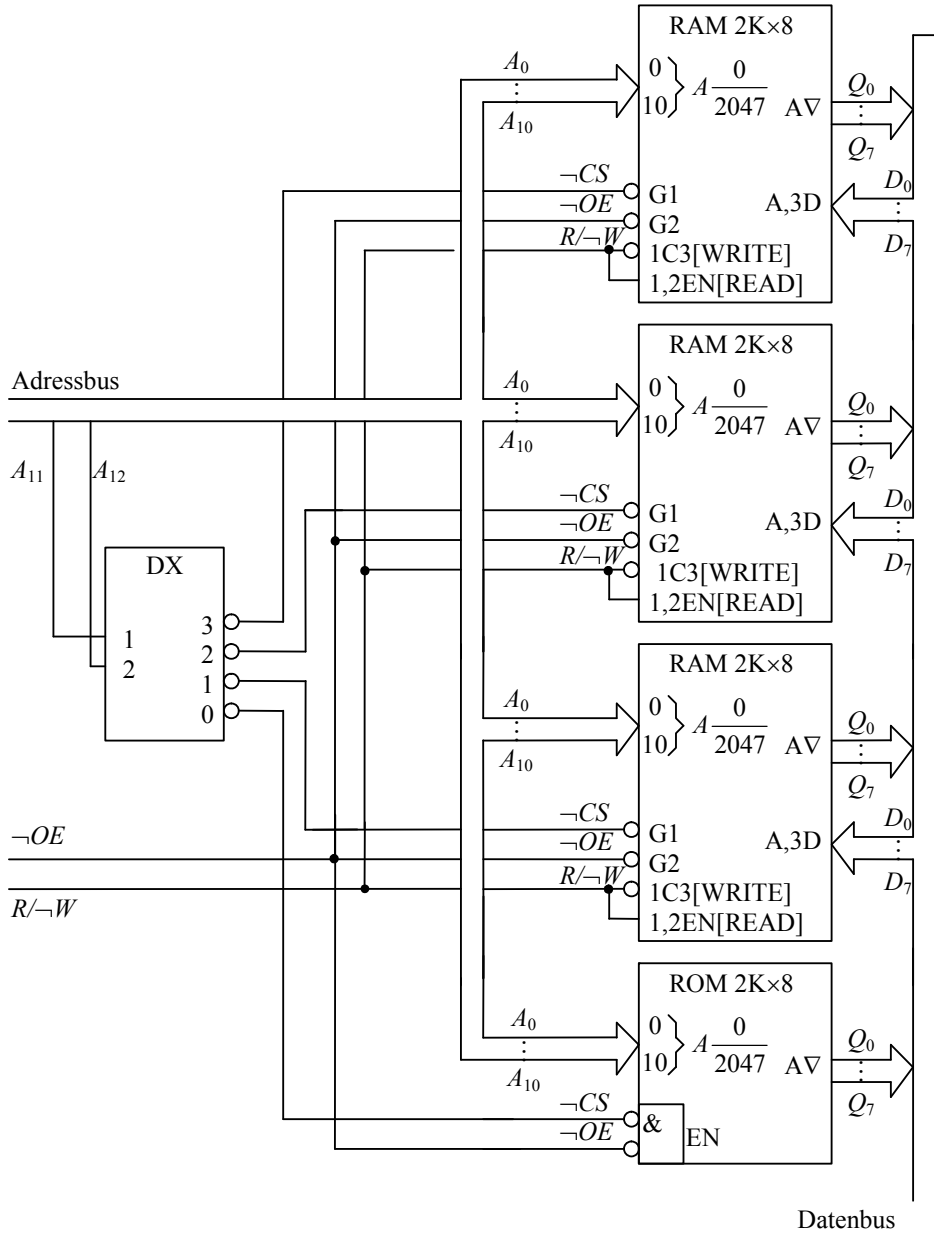 RAM 2K×8
A₀
⋮
A₁₀
0
10
A 0/2047
A∇
Q₀
⋮
Q₇
¬CS
¬OE
R/¬W
G1
G2
1C3[WRITE]
1,2EN[READ]
A,3D
D₀
⋮
D₇
RAM 2K×8
Adressbus
A₀
⋮
A₁₀
0
10
A 0/2047
A∇
Q₀
⋮
Q₇
A₁₁
A₁₂
¬CS
¬OE
R/¬W
G1
G2
1C3[WRITE]
1,2EN[READ]
A,3D
D₀
⋮
D₇
DX
1
2
3
2
1
0
RAM 2K×8
A₀
⋮
A₁₀
0
10
A 0/2047
A∇
Q₀
⋮
Q₇
¬CS
¬OE
R/¬W
G1
G2
1C3[WRITE]
1,2EN[READ]
A,3D
D₀
⋮
D₇
¬OE
R/¬W
ROM 2K×8
A₀
⋮
A₁₀
0
10
A 0/2047
A∇
Q₀
⋮
Q₇
¬CS
¬OE
&
EN
Datenbus